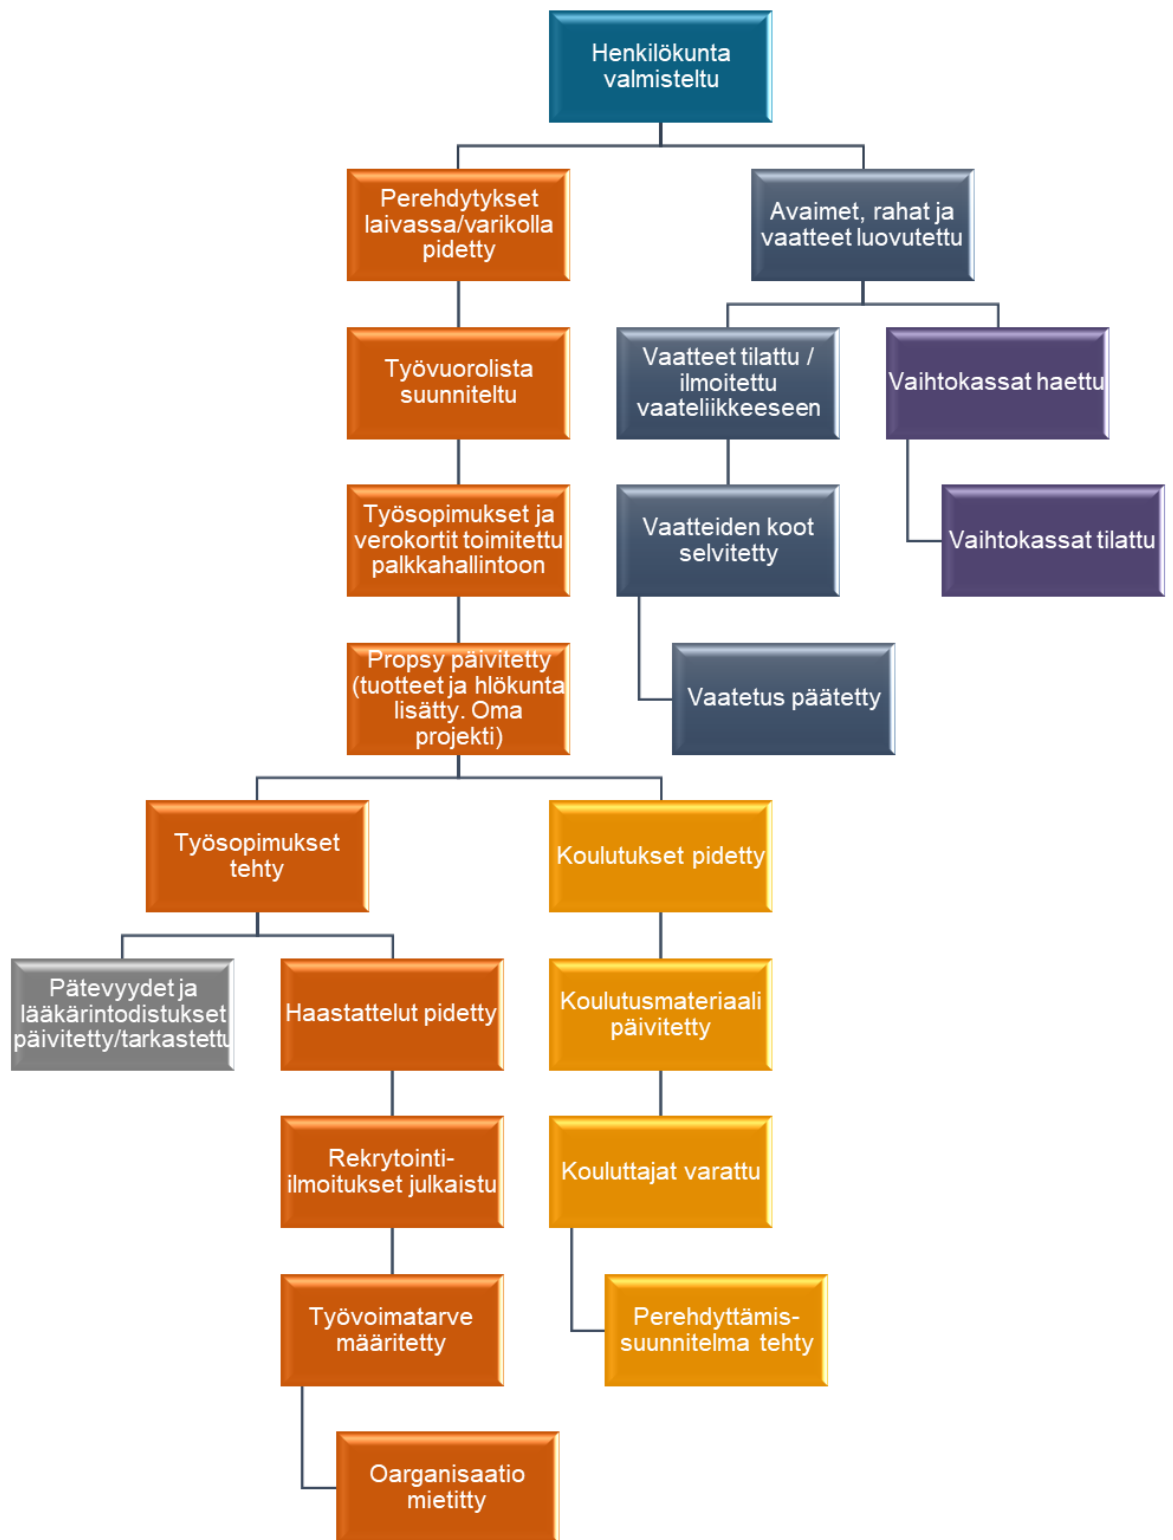 Henkilökunta
valmisteltu
Perehdytykset
laivassa/varikolla
pidetty
Avaimet, rahat ja
vaatteet luovutettu
Työvuorolista
suunniteltu
Vaatteet tilattu /
ilmoitettu
vaateliikkeeseen
Vaihtokassat haettu
Työsopimukset ja
verokortit toimitettu
palkkahallintoon
Vaatteiden koot
selvitetty
Vaihtokassat tilattu
Propsy päivitetty
(tuotteet ja hlökunta
lisätty. Oma
projekti)
Vaatetus päätetty
Työsopimukset
tehty
Koulutukset pidetty
Pätevyydet ja
lääkärintodistukset
päivitetty/tarkastettu
Haastattelut pidetty
Koulutusmateriaali
päivitetty
Rekrytointi-
ilmoitukset julkaistu
Kouluttajat varattu
Työvoimatarve
määritetty
Perehdyttämis-
suunnitelma tehty
Oarganisaatio
mietitty